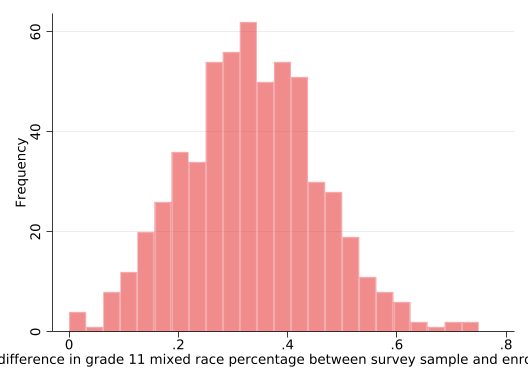 60
40
20
0
Frequency
0 .2 .4 .6 .8
difference in grade 11 mixed race percentage between survey sample and enro